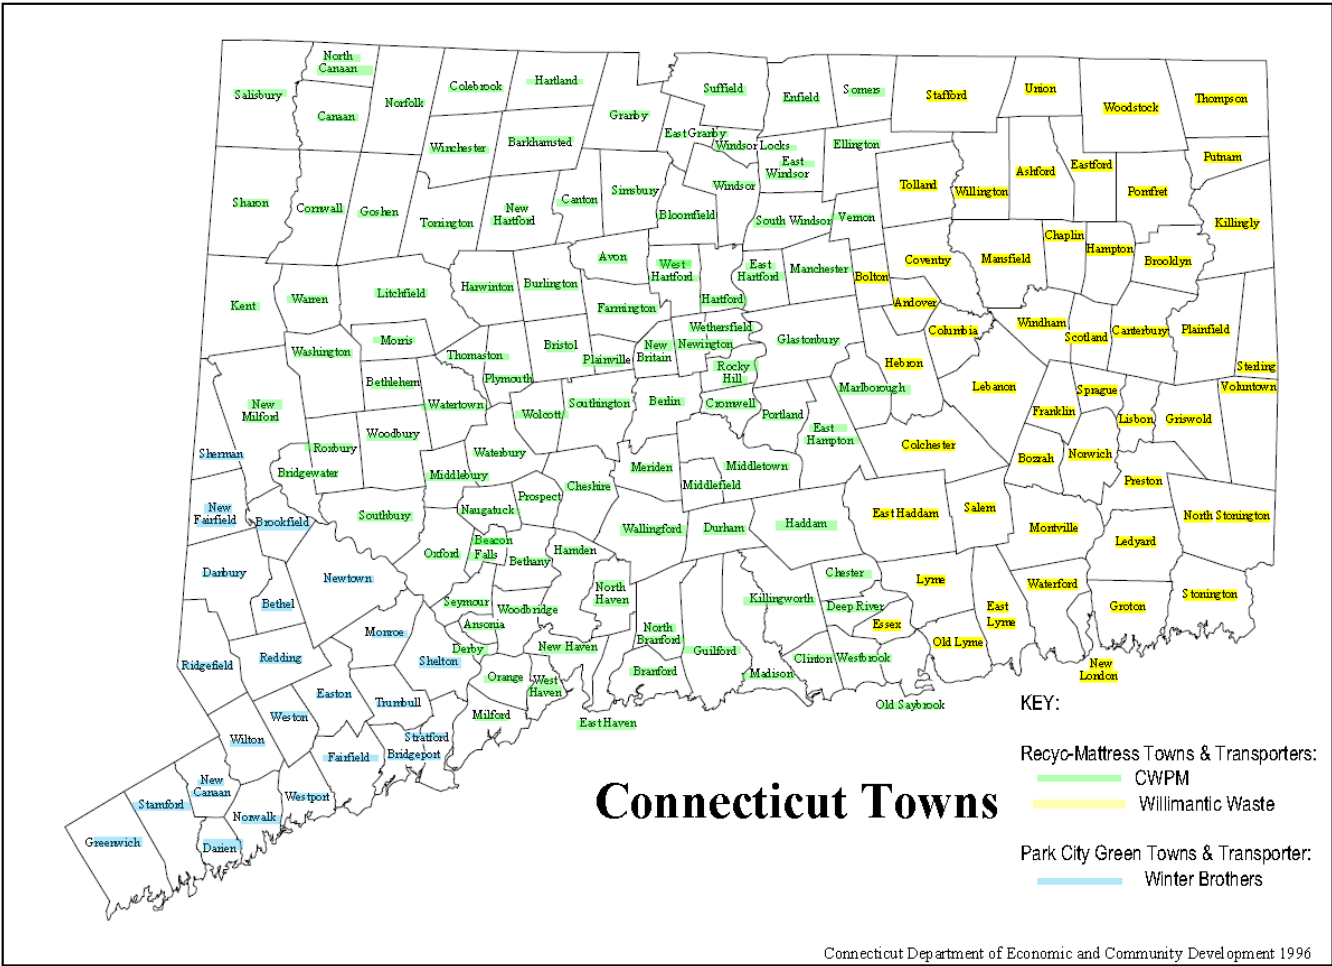 North
Canaan
Salisbury
Canaan
Norfolk
Colebrook
Hartland
Granby
Suffield
East Granby
Windsor Locks
Enfield
Somers
Stafford
Union
Woodstock
Thompson
Winchester
Barkhamsted
East
Windsor
Ellington
Tolland
Willington
Ashford
Eastford
Pomfret
Putnam
Sharon
Cornwall
Goshen
Torrington
New
Hartford
Canton
Simsbury
Bloomfield
Windsor
South Windsor
Vernon
Killingly
Chaplin
Hampton
Brooklyn
Mansfield
Coventry
Bolton
Andover
Kent
Warren
Litchfield
Harwinton
Burlington
Avon
Farmington
West
Hartford
Hartford
East
Hartford
Manchester
Washington
Morris
Thomaston
Plymouth
Bristol
Plainville
New
Britain
Wethersfield
Newington
Rocky
Hill
Glastonbury
Hebron
Columbia
Windham
Scotland
Canterbury
Plainfield
Sterling
Voluntown
Marlborough
Lebanon
Franklin
Sprague
Lisbon
Griswold
New
Milford
Bethlehem
Watertown
Wolcott
Southington
Berlin
Cromwell
Portland
East
Hampton
Colchester
Bozrah
Norwich
Preston
Sherman
Bridgewater
Roxbury
Woodbury
Middlebury
Waterbury
Cheshire
Meriden
Middletown
Middlefield
New
Fairfield
Brookfield
Southbury
Naugatuck
Prospect
Wallingford
Durham
Haddam
East Haddam
Salem
Montville
Ledyard
North Stonington
Danbury
Newtown
Oxford
Beacon
Falls
Bethany
Hamden
Bethel
Seymour
Woodbridge
North
Haven
Killingworth
Chester
Deep River
Essex
Lyme
East
Lyme
Waterford
Groton
Stonington
Ridgefield
Redding
Monroe
Shelton
Ansonia
Derby
New Haven
North
Branford
Guilford
Madison
Clinton
Westbrook
Old Lyme
New
London
Orange
West
Haven
Branford
Easton
Trumbull
Weston
Milford
East Haven
Old Saybrook
Wilton
Fairfield
Stratford
Bridgeport
New
Canaan
Stamford
Westport
Norwalk
Greenwich
Darien
Connecticut Towns
KEY:
Recyc-Mattress Towns & Transporters:
CWPM
Willimantic Waste
Park City Green Towns & Transporter:
Winter Brothers
Connecticut Department of Economic and Community Development 1996